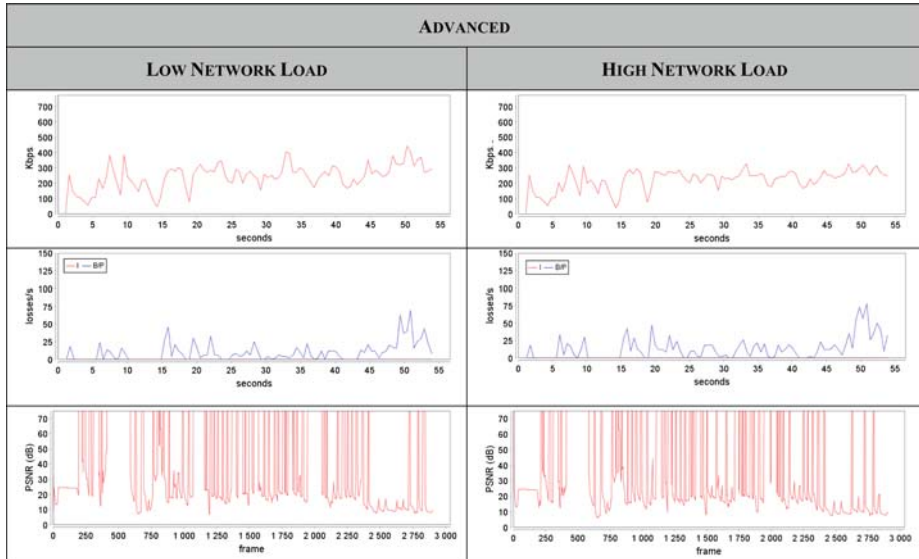 ADVANCED
LOW NETWORK LOAD HIGH NETWORK LOAD
700
600
500
400
300
200
100
0
Kbps
0 5 10 15 20 25 30 35 40 45 50 55
seconds
700
600
500
400
300
200
100
0
Kbps .
0 5 10 15 20 25 30 35 40 45 50 54
seconds
150
125
100
75
50
25
0
losses/s
I B/P
0 5 10 15 20 25 30 35 40 45 50 55
seconds
150
125
100
75
50
25
0
losses/s
I B/P
0 5 10 15 20 25 30 35 40 45 50 55
seconds
70
60
50
40
30
20
10
0
PSNR (dB)
0 250 500 750 1 000 1 250 1 500 1 750 2 000 2 250 2 500 2 750 3 000
frame
70
60
50
40
30
20
10
0
PSNR (dB)
0 250 500 750 1 000 1 250 1 500 1 750 2 000 2 250 2 500 2 750 3 000
frame